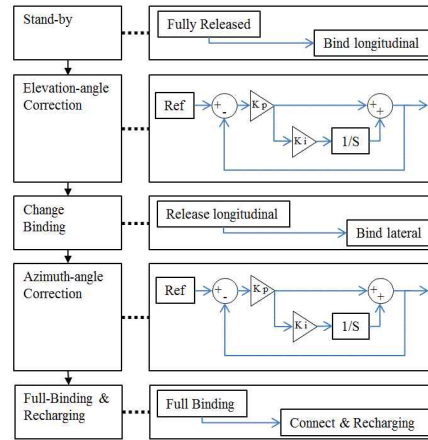 Stand-by
Fully Released
Bind longitudinal
Elevation-angle
Correction
Ref
+
-
Kp
Ki
1/S
+
+
Change
Binding
Release longitudinal
Bind lateral
Azimuth-angle
Correction
Ref
+
-
Kp
Ki
1/S
+
+
Full-Binding &
Recharging
Full Binding
Connect & Recharging